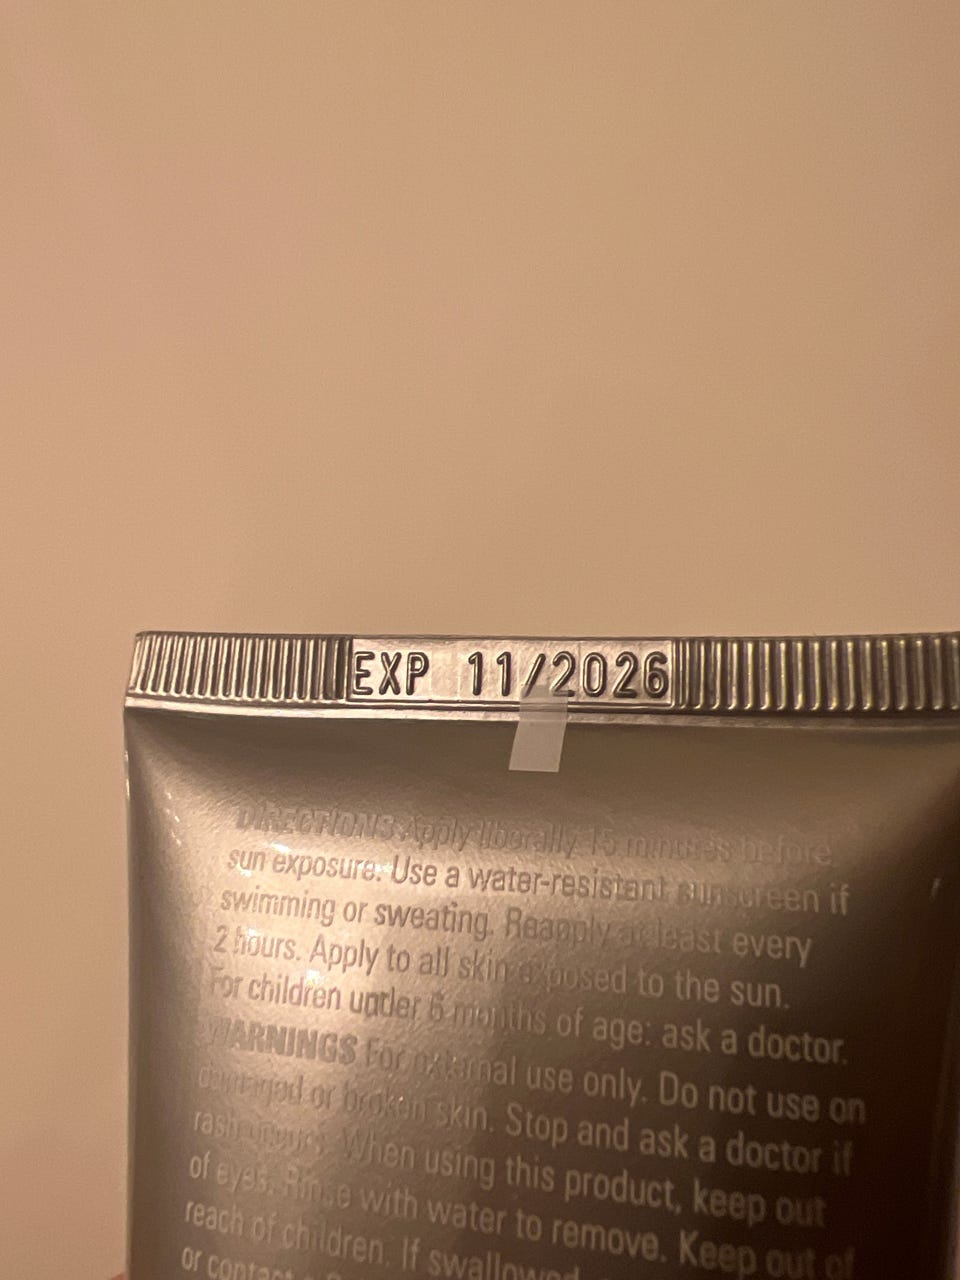 EXP 11/2026
DIRECTIONS Apply liberally 15 minutes before
sun exposure. Use a water-resistant sunscreen if
swimming or sweating. Reapply at least every
2 hours. Apply to all skin exposed to the sun.
For children under 6 months of age: ask a doctor.
WARNINGS For external use only. Do not use on
damaged or broken skin. Stop and ask a doctor if
rash occurs. When using this product, keep out
of eyes. Rinse with water to remove. Keep out of
reach of children. If swallowed,
or contact a